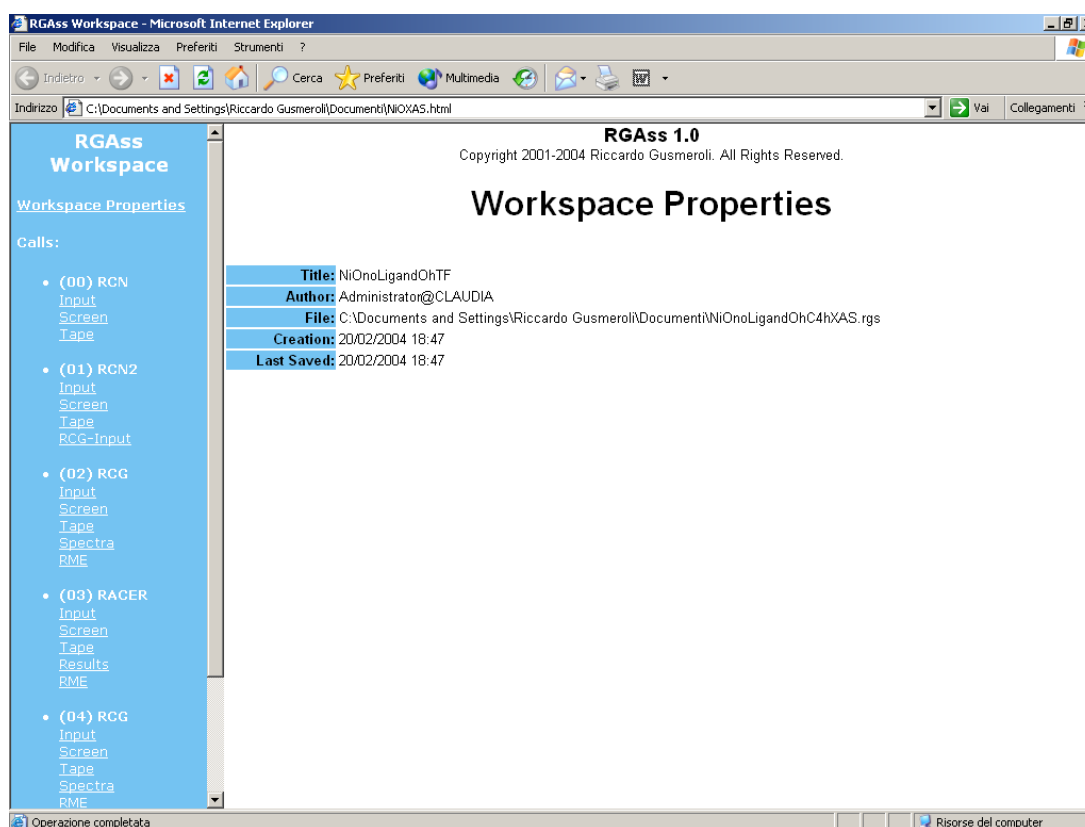 RGAss Workspace - Microsoft Internet Explorer
File Modifica Visualizza Preferiti Strumenti ?
Indietro Cerca Preferiti Multimedia
Indirizzo C:\Documents and Settings\Riccardo Gusmeroli\Documenti\NiOXAS.html Vai Collegamenti
RGAss
Workspace
Workspace Properties
Calls:
• (00) RCN
Input
Screen
Tape
• (01) RCN2
Input
Screen
Tape
RCG-Input
• (02) RCG
Input
Screen
Tape
Spectra
RME
• (03) RACER
Input
Screen
Tape
Results
RME
• (04) RCG
Input
Screen
Tape
Spectra
RME
RGAss 1.0
Copyright 2001-2004 Riccardo Gusmeroli. All Rights Reserved.
Workspace Properties
Title: NiOnoLigandOhTF
Author: Administrator@CLAUDIA
File: C:\Documents and Settings\Riccardo Gusmeroli\Documenti\NiOnoLigandOhC4hXAS.rgs
Creation: 20/02/2004 18:47
Last Saved: 20/02/2004 18:47
Operazione completata Risorse del computer